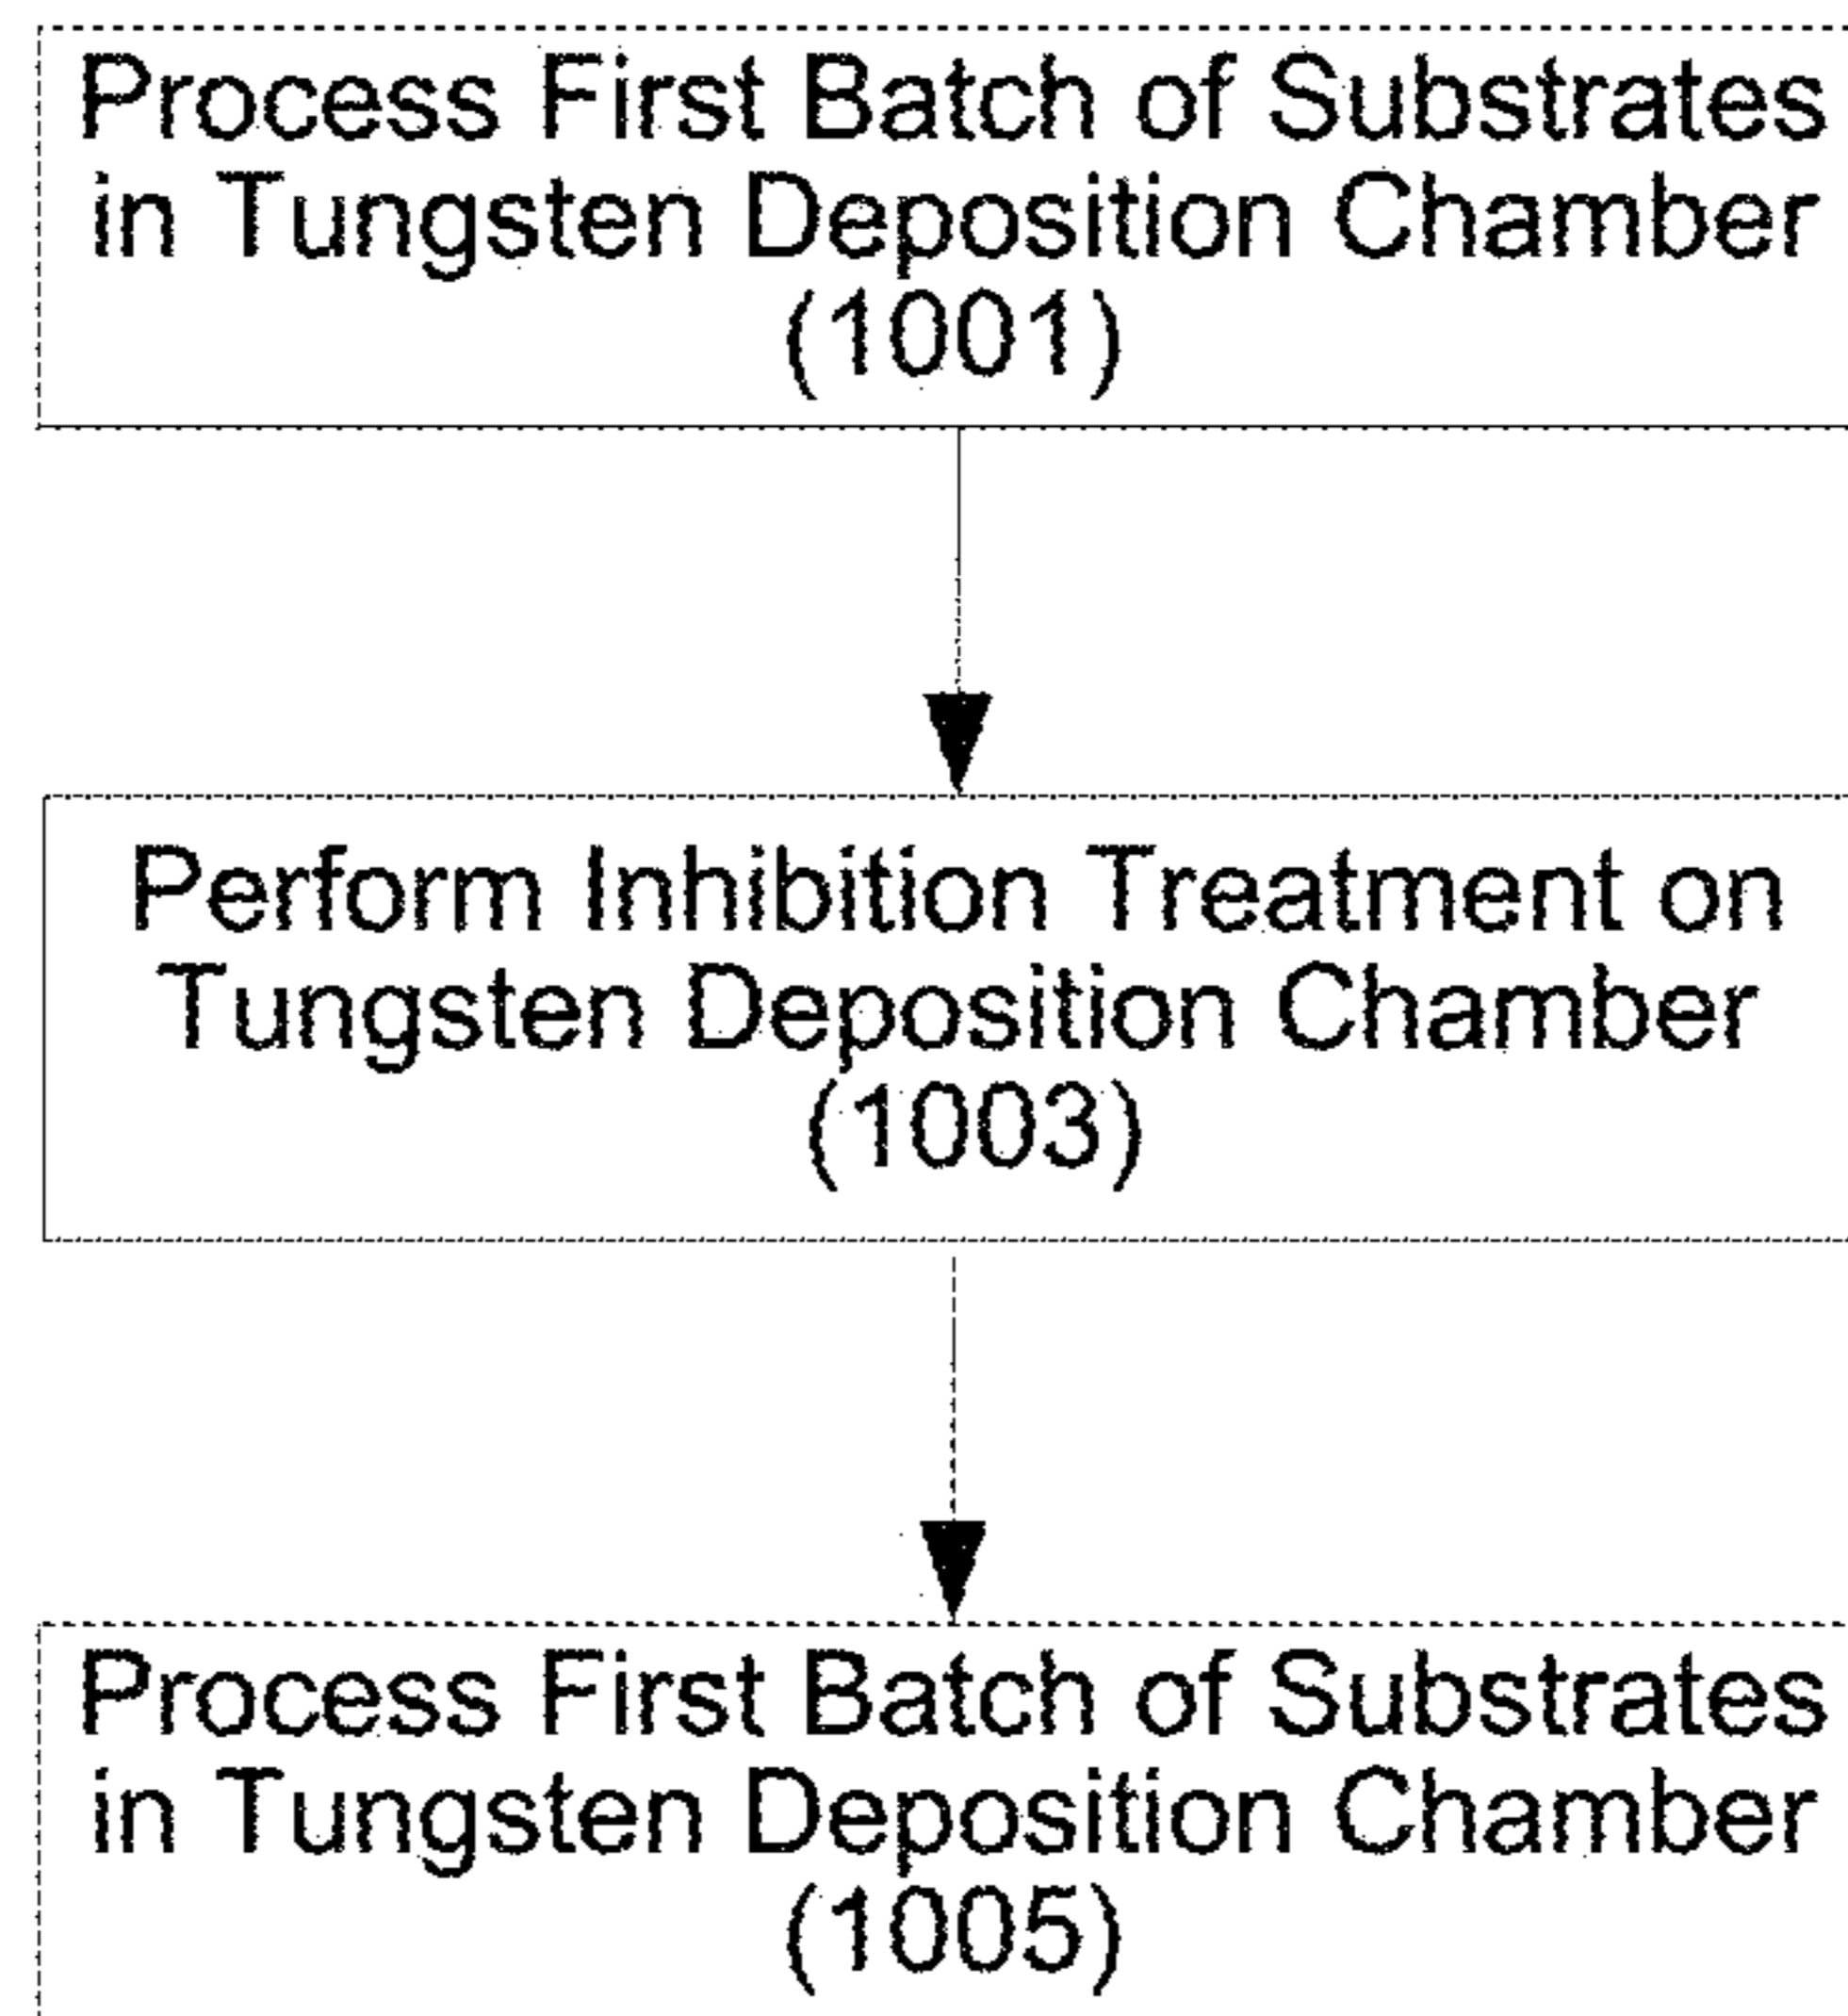 Process First Batch of Substrates
in Tungsten Deposition Chamber
(1001)
Perform Inhibition Treatment on
Tungsten Deposition Chamber
(1003)
Process First Batch of Substrates
in Tungsten Deposition Chamber
(1005)